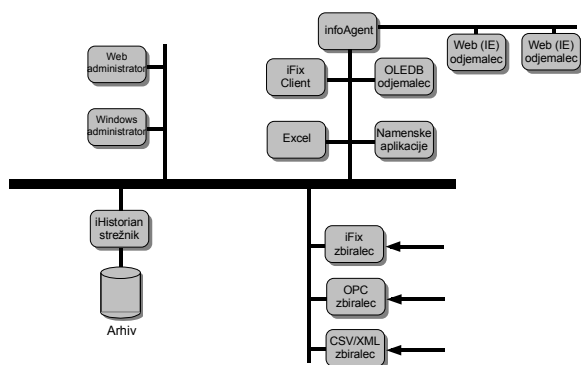 infoAgent
Web
administrator
Web (IE)
odjemalec
Web (IE)
odjemalec
iFix
Client
OLEDB
odjemalec
Windows
administrator
Excel
Namenske
aplikacije
iHistorian
strežnik
iFix
zbiralec
OPC
zbiralec
Arhiv
CSV/XML
zbiralec